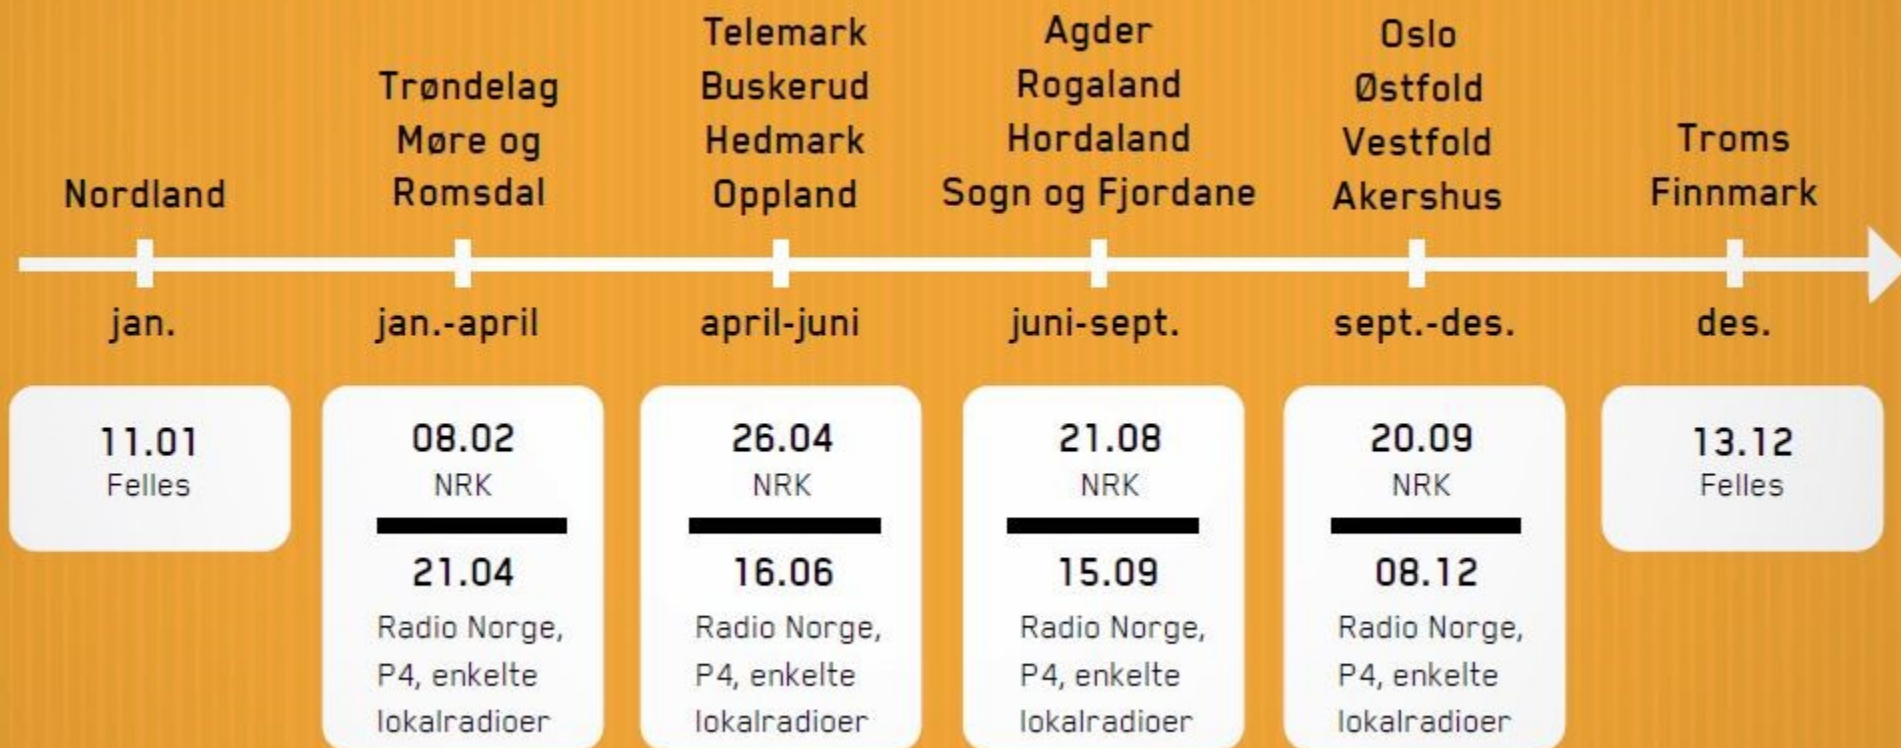 Nordland
Trøndelag
Møre og
Romsdal
Telemark
Buskerud
Hedmark
Oppland
Agder
Rogaland
Hordaland
Sogn og Fjordane
Oslo
Østfold
Vestfold
Akershus
Troms
Finnmark
jan.
jan.-april
april-juni
juni-sept.
sept.-des.
des.
11.01
Felles
08.02
NRK
21.04
Radio Norge,
P4, enkelte
lokalradioer
26.04
NRK
16.06
Radio Norge,
P4, enkelte
lokalradioer
21.08
NRK
15.09
Radio Norge,
P4, enkelte
lokalradioer
20.09
NRK
08.12
Radio Norge,
P4, enkelte
lokalradioer
13.12
Felles